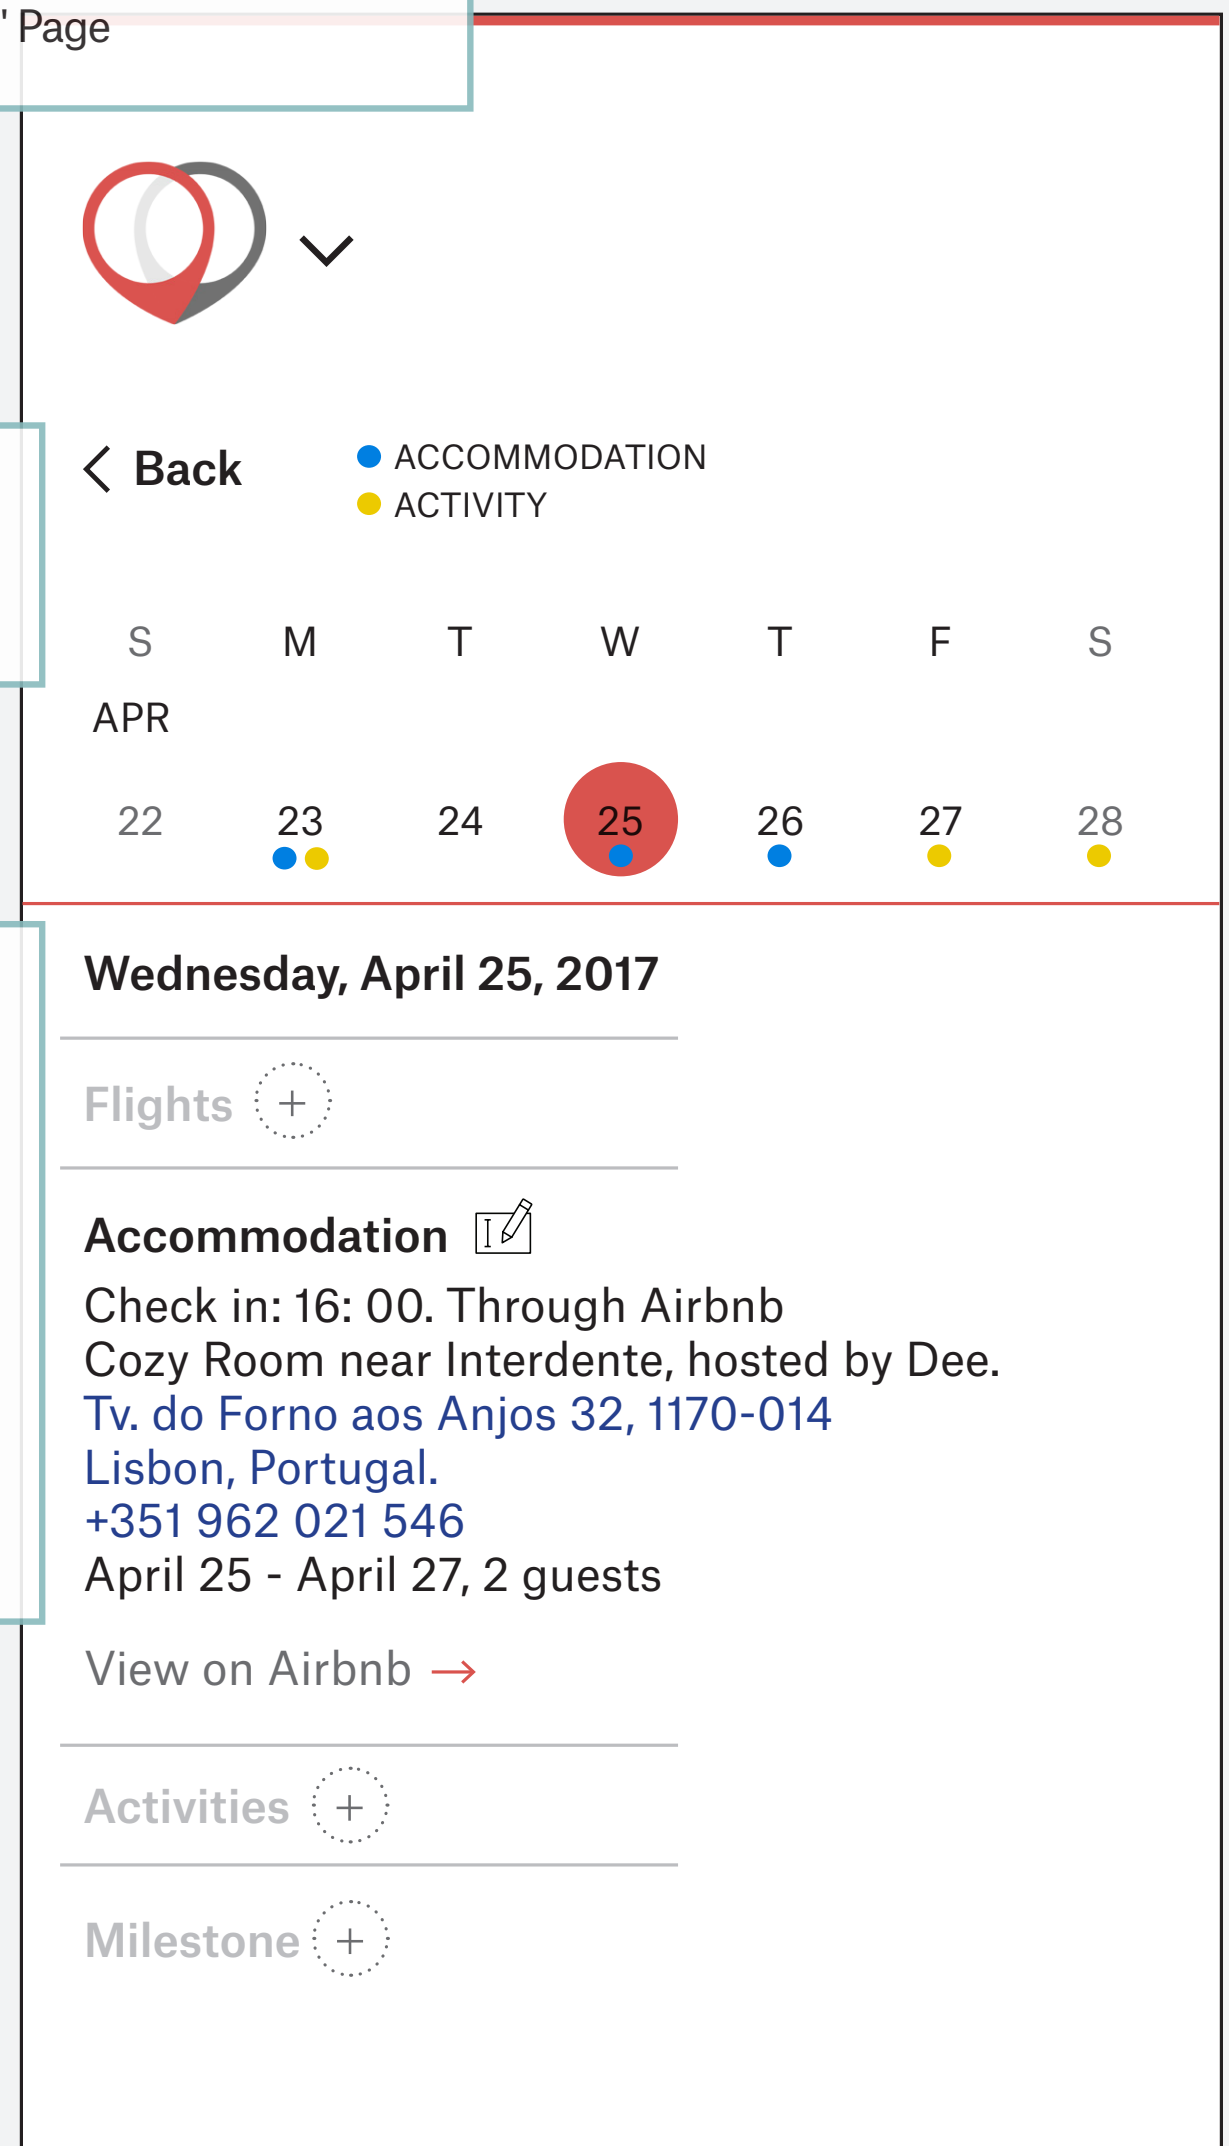 ' Page
Back
ACCOMMODATION
ACTIVITY
S M T W T F S
APR
22 23 24 25 26 27 28
Wednesday, April 25, 2017
Flights +
Accommodation
Check in: 16: 00. Through Airbnb
Cozy Room near Interdente, hosted by Dee.
Tv. do Forno aos Anjos 32, 1170-014
Lisbon, Portugal.
+351 962 021 546
April 25 - April 27, 2 guests
View on Airbnb →
Activities +
Milestone +